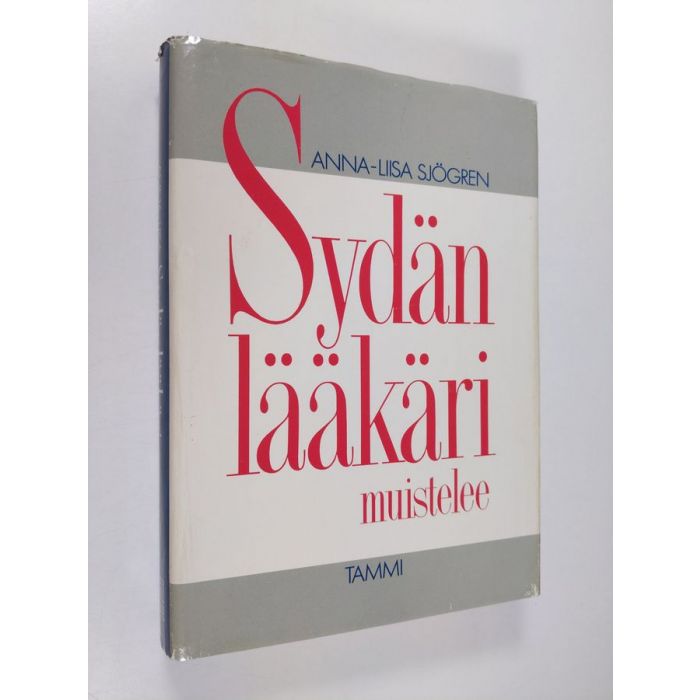 ANNA-LIISA SJÖGREN
Sydän
lääkäri
muistelee
TAMMI